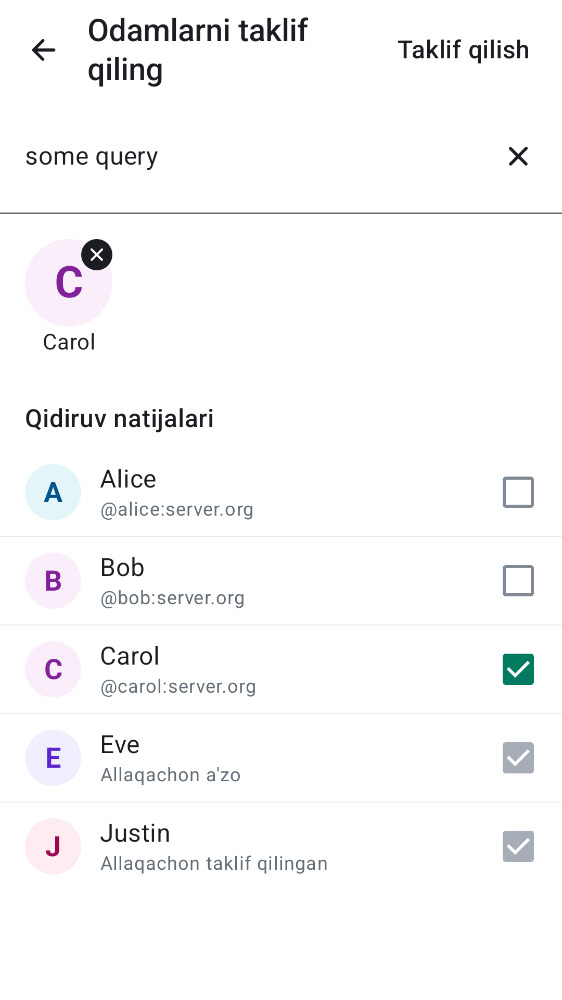 Odamlarni taklif
qiling
Taklif qilish
some query
C
Carol
Qidiruv natijalari
A
Alice
@alice:server.org
B
Bob
@bob:server.org
C
Carol
@carol:server.org
E
Eve
Allaqachon a'zo
J
Justin
Allaqachon taklif qilingan